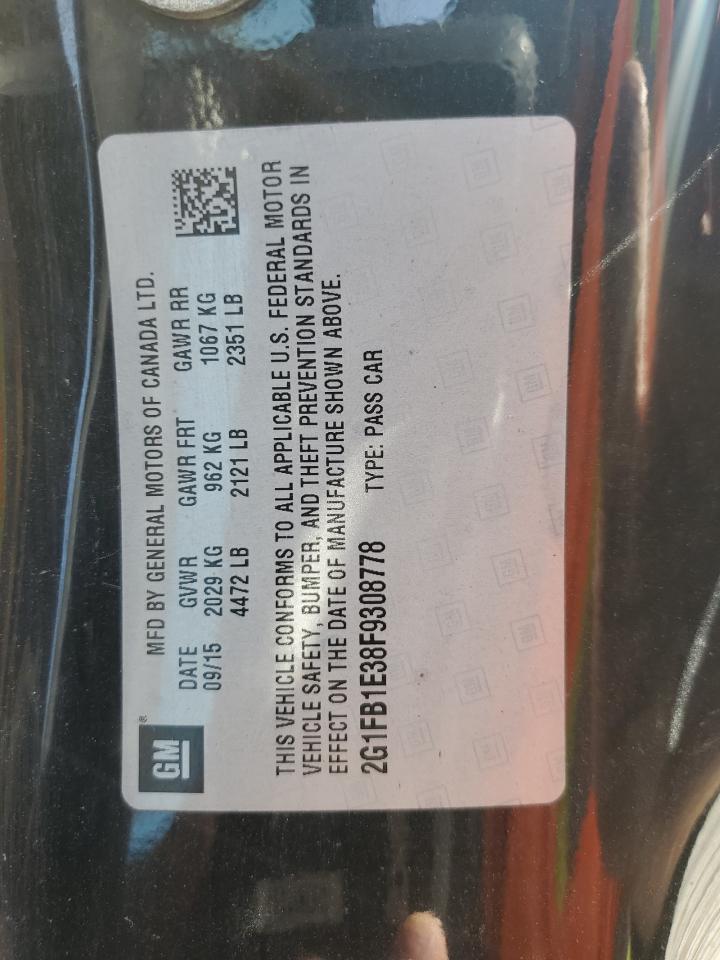 GM®
MFD BY GENERAL MOTORS OF CANADA LTD.
DATE GVWR GAWR FRT GAWR RR
09/15 2029 KG 962 KG 1067 KG
4472 LB 2121 LB 2351 LB
THIS VEHICLE CONFORMS TO ALL APPLICABLE U.S. FEDERAL MOTOR
VEHICLE SAFETY, BUMPER, AND THEFT PREVENTION STANDARDS IN
EFFECT ON THE DATE OF MANUFACTURE SHOWN ABOVE.
2G1FB1E38F9308778 TYPE: PASS CAR